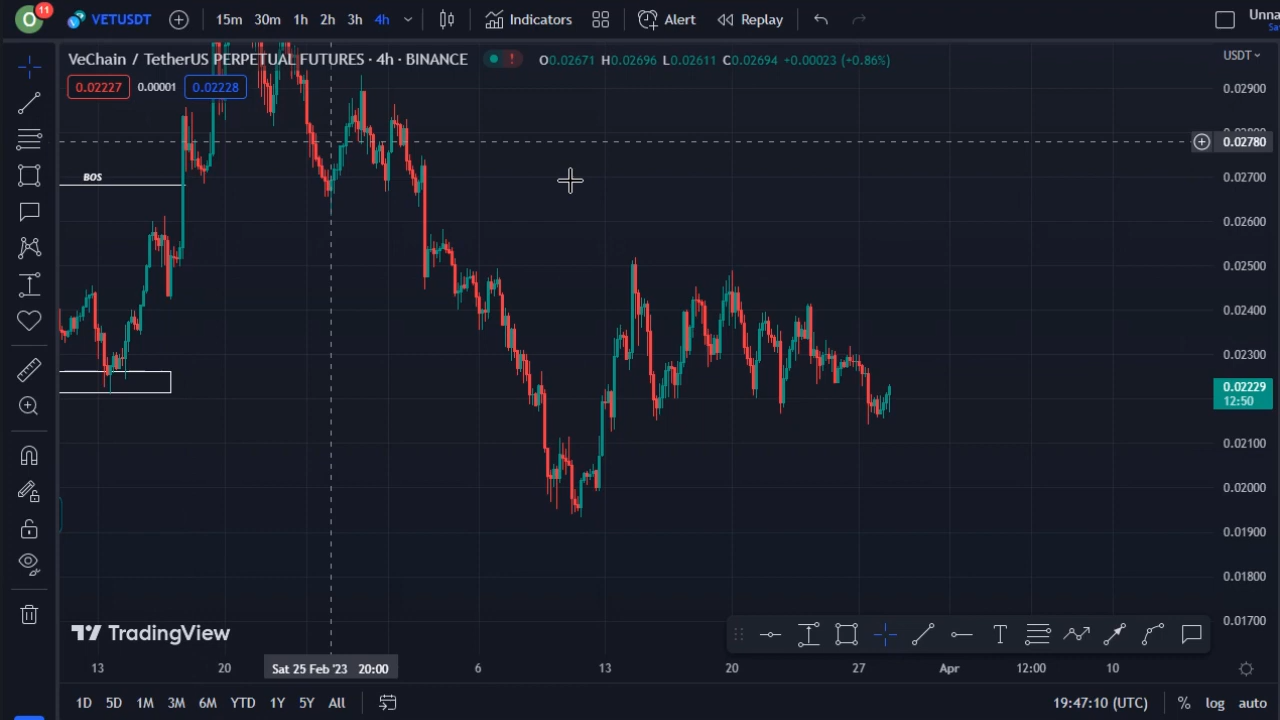 O 11 VETUSDT 15m 30m 1h 2h 3h 4h Indicators Alert Replay Unna
VeChain / TetherUS PERPETUAL FUTURES · 4h · BINANCE O0.02671 H0.02696 L0.02611 C0.02694 +0.00023 (+0.86%) USDT
0.02227 0.00001 0.02228
0.02900
0.02780
BOS
0.02700
0.02600
0.02500
0.02400
0.02300
0.02229
12:50
0.02100
0.02000
0.01900
0.01800
0.01700
TradingView
13 20 Sat 25 Feb '23 20:00 6 13 20 27 Apr 12:00 10
1D 5D 1M 3M 6M YTD 1Y 5Y All 19:47:10 (UTC) % log auto